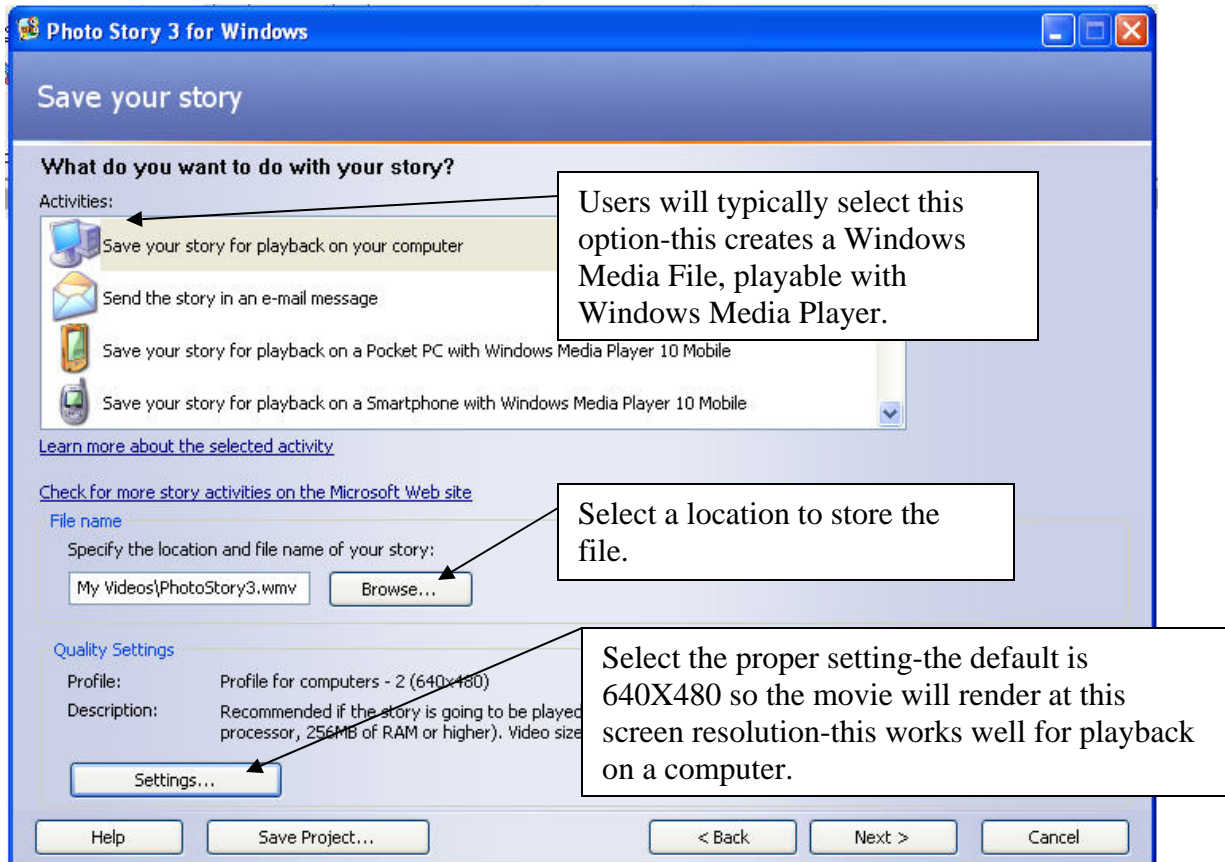 Photo Story 3 for Windows
Save your story
What do you want to do with your story?
Activities:
Save your story for playback on your computer
Send the story in an e-mail message
Save your story for playback on a Pocket PC with Windows Media Player 10 Mobile
Save your story for playback on a Smartphone with Windows Media Player 10 Mobile
Users will typically select this
option-this creates a Windows
Media File, playable with
Windows Media Player.
Learn more about the selected activity
Check for more story activities on the Microsoft Web site
File name
Specify the location and file name of your story:
My Videos\PhotoStory3.wmv
Browse...
Select a location to store the
file.
Quality Settings
Profile:
Profile for computers - 2 (640x480)
Description:
Recommended if the story is going to be played
processor, 256MB of RAM or higher). Video size
Settings...
Select the proper setting-the default is
640X480 so the movie will render at this
screen resolution-this works well for playback
on a computer.
Help
Save Project...
< Back
Next >
Cancel